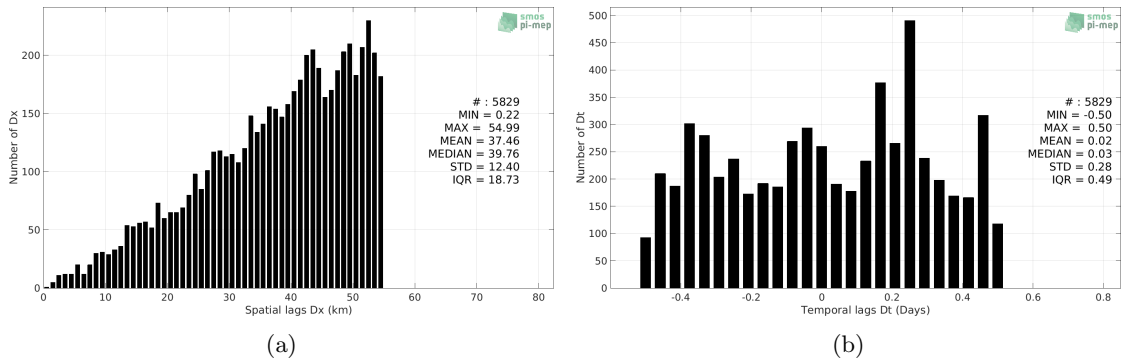 smos
pi-mep
200
150
100
50
0
Number of Dx
# : 5829
MIN = 0.22
MAX = 54.99
MEAN = 37.46
MEDIAN = 39.76
STD = 12.40
IQR = 18.73
0 10 20 30 40 50 60 70 80
Spatial lags Dx (km)
(a)
smos
pi-mep
500
450
400
350
300
250
200
150
100
50
0
Number of Dt
# : 5829
MIN = -0.50
MAX = 0.50
MEAN = 0.02
MEDIAN = 0.03
STD = 0.28
IQR = 0.49
-0.4 -0.2 0 0.2 0.4 0.6 0.8
Temporal lags Dt (Days)
(b)